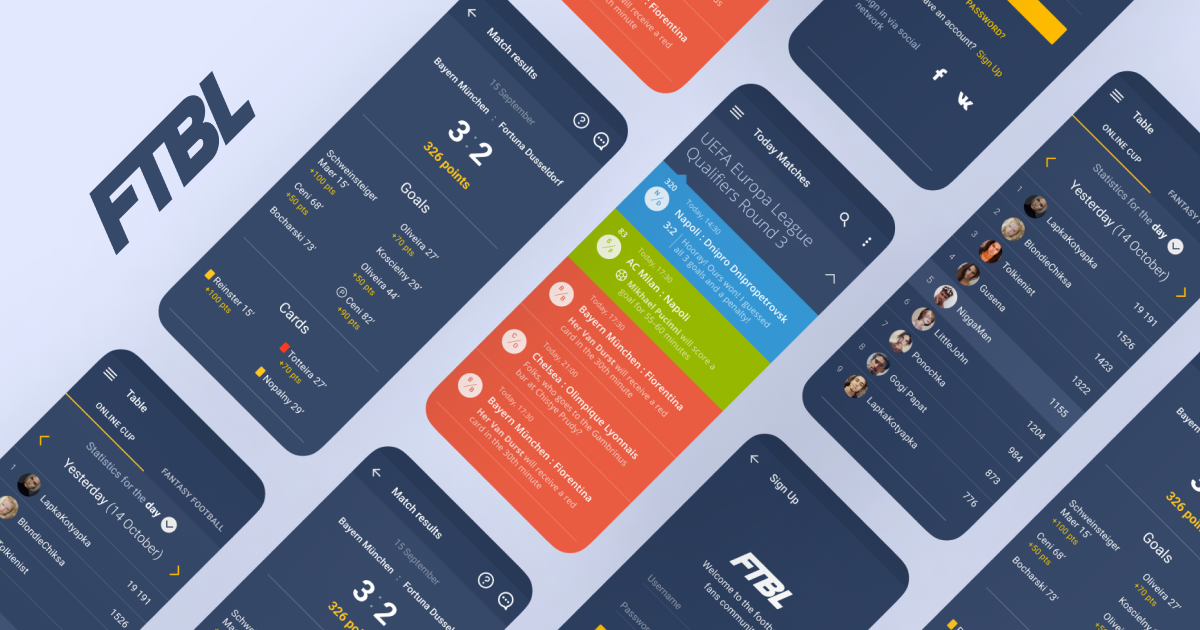 FTBL
Match results
15 September
Bayern München : Fortuna Dusseldorf
3:2
326 points
Goals
Schweinsteiger
Maer 15'
+100 pts
Ceni 68'
+50 pts
Bocharski 73'
Oliveira 27'
+70 pts
Koscielny 29'
Oliveira 44'
+50 pts
P Ceni 82'
+90 pts
Cards
Reinster 15'
+100 pts
Totteira 27'
+70 pts
Nopainy 29'
: Fiorentina
will receive a red
minute
Today Matches
UEFA Europa League
Qualifiers Round 3
320
N/D
Today, 14:30
Napoli : Dnipro Dnipropetrovsk
3:2
Hooray! Ours won! I guessed
all 3 goals and a penalty!
83
Today, 17:30
AC Milan : Napoli
Mikhael Pucinni will score a
goal for 55-60 minutes
B/B
Today, 17:30
Bayern München : Fiorentina
Her Van Durst will receive a red
card in the 30th minute
C/O
Today, 21:00
Chelsea : Olimpique Lyonnais
Folks, who goes to the Gambrinus
bar at Chistye Prudy?
B/B
Today, 17:30
Bayern München : Fiorentina
Her Van Durst will receive a red
card in the 30th minute
PASSWORD?
ave an account? Sign Up
ign in via social
network
Table
ONLINE CUP
FANTASY
Statistics for the day
Yesterday (14 October)
1 LapkaKotyapka 19 191
2 BlondieChiksa 1526
3 Tolkienist 1423
4 Gusena 1322
5 NiggaMan 1155
6 LittleJohn 1204
7 Ponochka 984
8 Gogi Papat 873
9 LapkaKotyapka 776
Table
ONLINE CUP
FANTASY FOOTBALL
Statistics for the day
Yesterday (14 October)
1 LapkaKotyapka 19 191
BlondieChiksa 1526
olkienist
Match results
15 September
Bayern München : Fortuna Dusse
3:2
326 po
Sign Up
FTBL
Welcome to the footb
fans commun
Username
Passwor
Bayern
326 po
Goals
Schweinsteiger
Maer 15'
+100 pts
Ceni 68'
+50 pts
Bocharski 73'
Oliveira 27'
+70 pts
Koscielny 29'
Oliveira